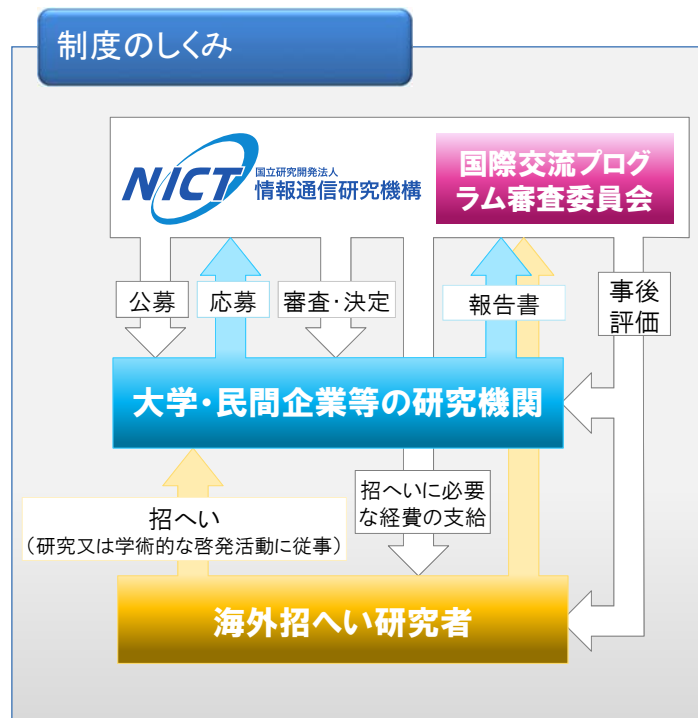 制度のしくみ
NICT
国立研究開発法人
情報通信研究機構
国際交流プログ
ラム審査委員会
公募
応募
審査・決定
報告書
事後
評価
大学・民間企業等の研究機関
招へい
（研究又は学術的な啓発活動に従事）
招へいに必要
な経費の支給
海外招へい研究者